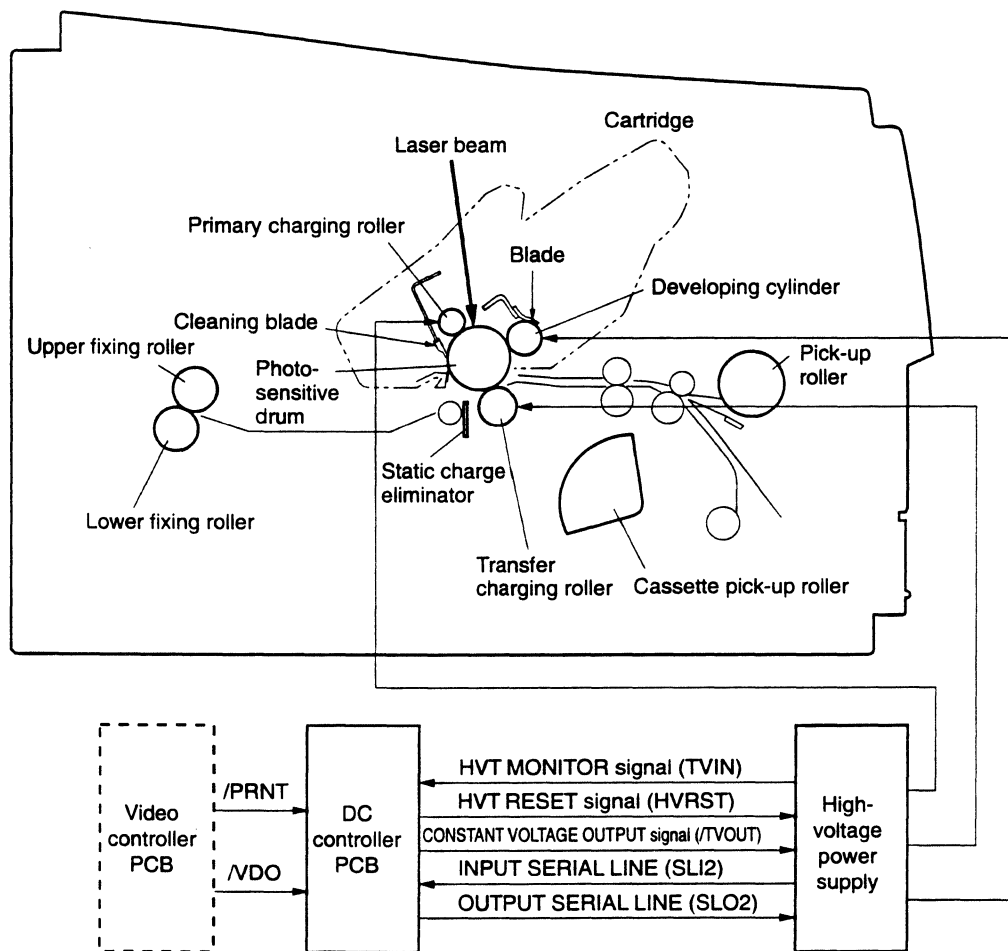 Cartridge
Laser beam
Primary charging roller
Blade
Developing cylinder
Cleaning blade
Upper fixing roller
Photo-
sensitive
drum
Pick-up
roller
Static charge
eliminator
Lower fixing roller
Transfer
charging roller
Cassette pick-up roller
Video
controller
PCB
/PRNT
/VDO
DC
controller
PCB
HVT MONITOR signal (TVIN)
HVT RESET signal (HVRST)
CONSTANT VOLTAGE OUTPUT signal (/TVOUT)
INPUT SERIAL LINE (SLI2)
OUTPUT SERIAL LINE (SLO2)
High-
voltage
power
supply